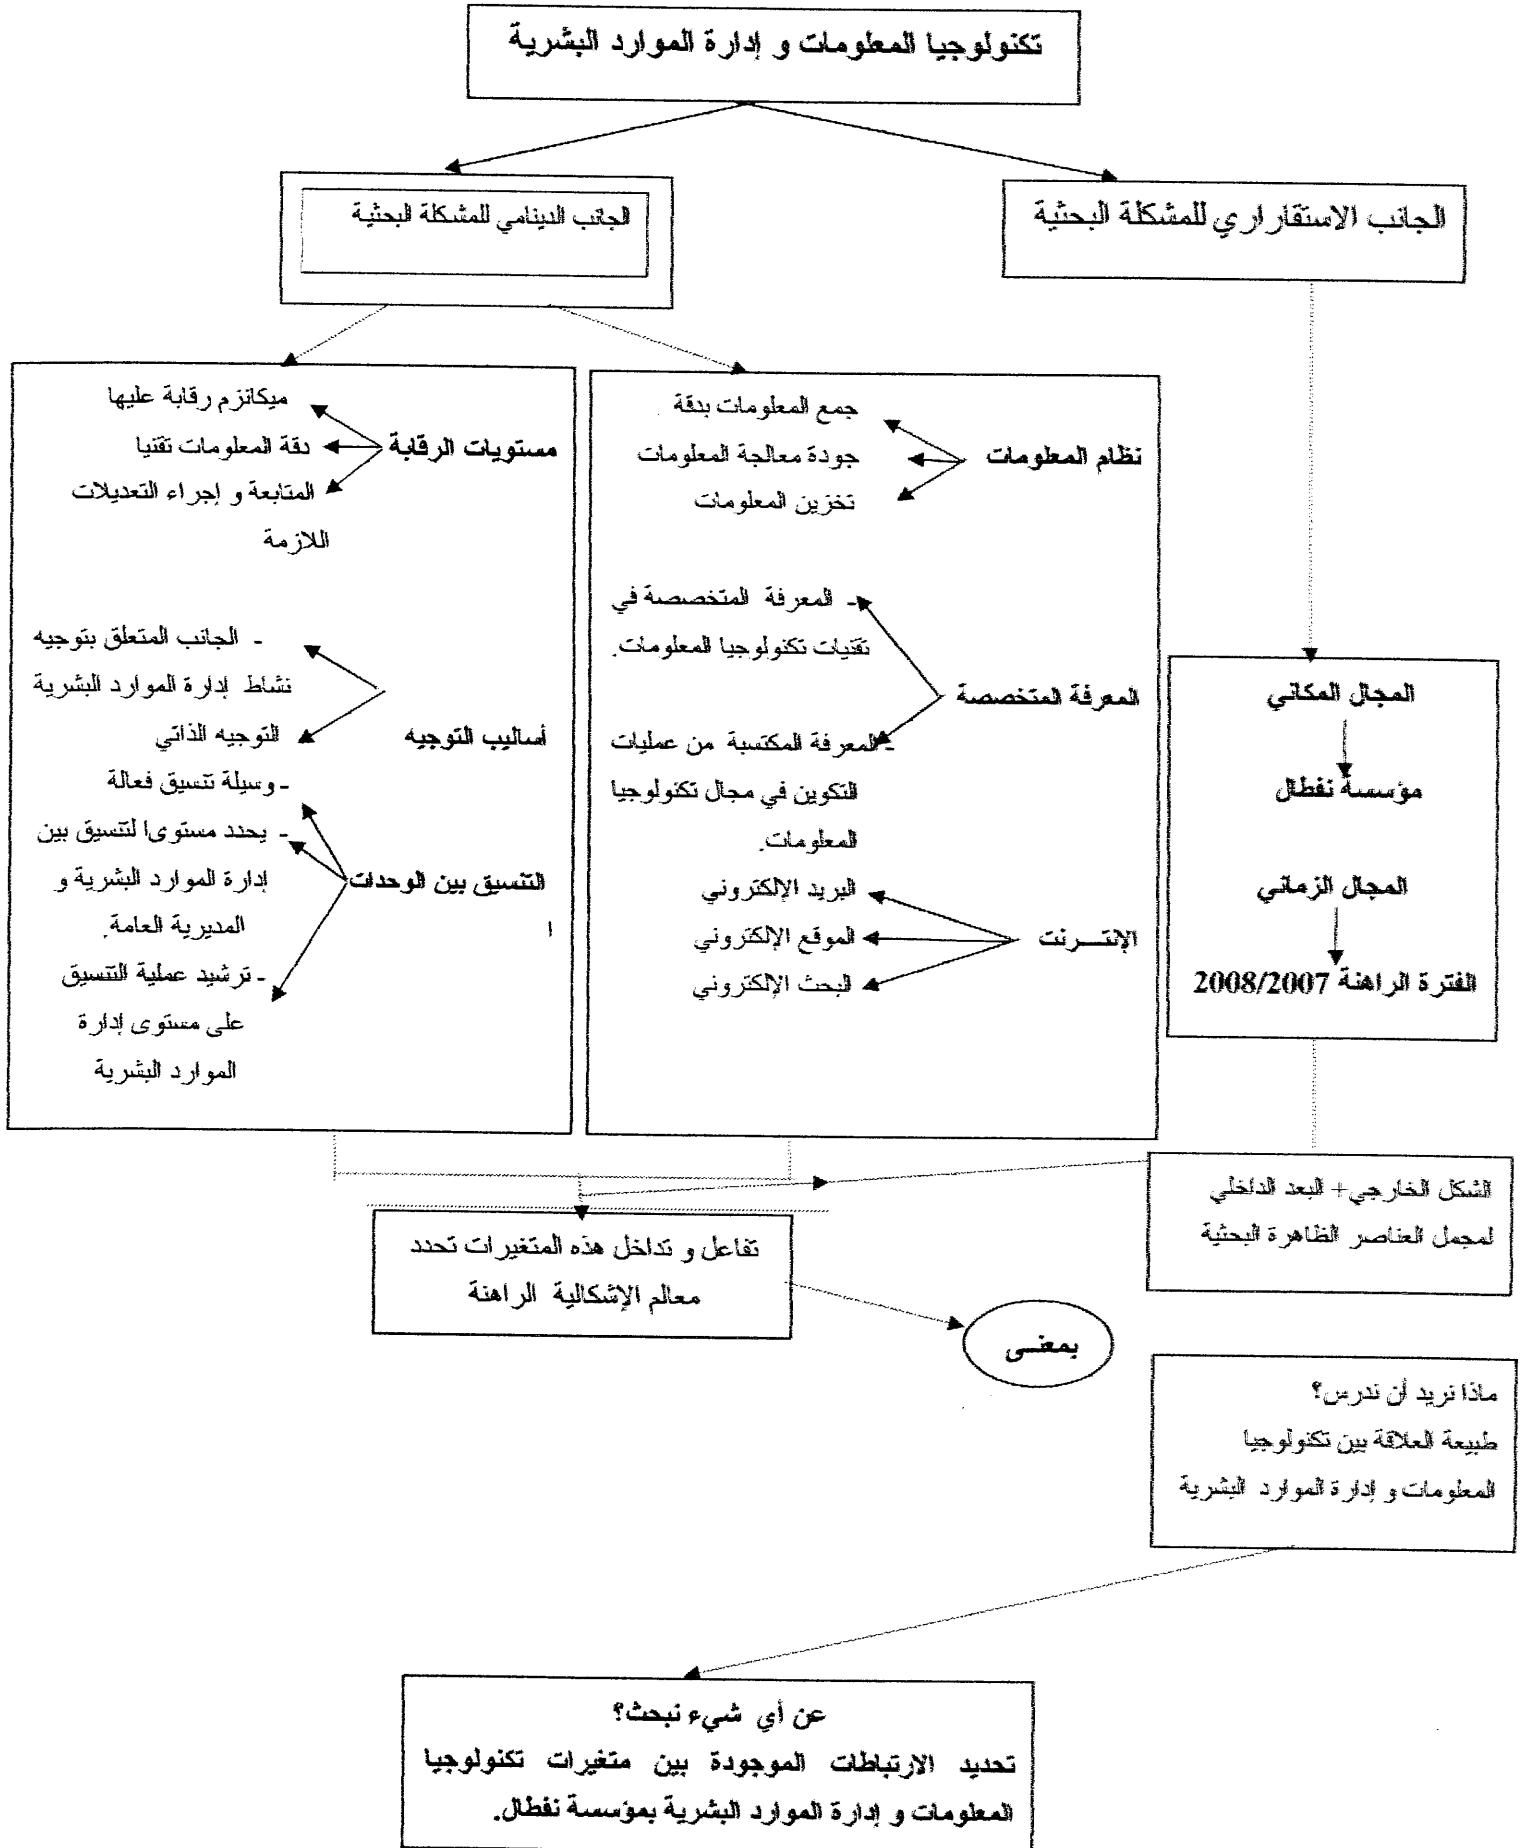 تكنولوجيا المعلومات و إدارة الموارد البشرية
الجانب الاستقاراري للمشكلة البحثية
الجانب الدينامي للمشكلة البحثية
المجال المكاني
مؤسسة نفطال
المجال الزماني
الفترة الراهنة 2008/2007
نظام المعلومات
جمع المعلومات بدقة
جودة معالجة المعلومات
تخزين المعلومات
المعرفة المتخصصة
- المعرفة المتخصصة في
تقنيات تكنولوجيا المعلومات.
- المعرفة المكتسبة من عمليات
التكوين في مجال تكنولوجيا
المعلومات.
الإنتـــرنت
البريد الإلكتروني
الموقع الإلكتروني
البحث الإلكتروني
مستويات الرقابة
ميكانزم رقابة عليها
دقة المعلومات تقنيا
المتابعة و إجراء التعديلات
اللازمة
أساليب التوجيه
- الجانب المتعلق بتوجيه
نشاط إدارة الموارد البشرية
التوجيه الذاتي
التنسيق بين الوحدات
ا
- وسيلة تنسيق فعالة
- يحدد مستوى ا لتنسيق بين
إدارة الموارد البشرية و
المديرية العامة.
- ترشيد عملية التنسيق
على مستوى إدارة
الموارد البشرية
الشكل الخارجي+ البعد الداخلي
لمجمل العناصر الظاهرة البحثية
تفاعل و تداخل هذه المتغيرات تحدد
معالم الإشكالية الراهنة
بمعنــى
ماذا نريد أن ندرس؟
طبيعة العلاقة بين تكنولوجيا
المعلومات و إدارة الموارد البشرية
عن أي شيء نبحث؟
تحديد الارتباطات الموجودة بين متغيرات تكنولوجيا
المعلومات و إدارة الموارد البشرية بمؤسسة نفطال.